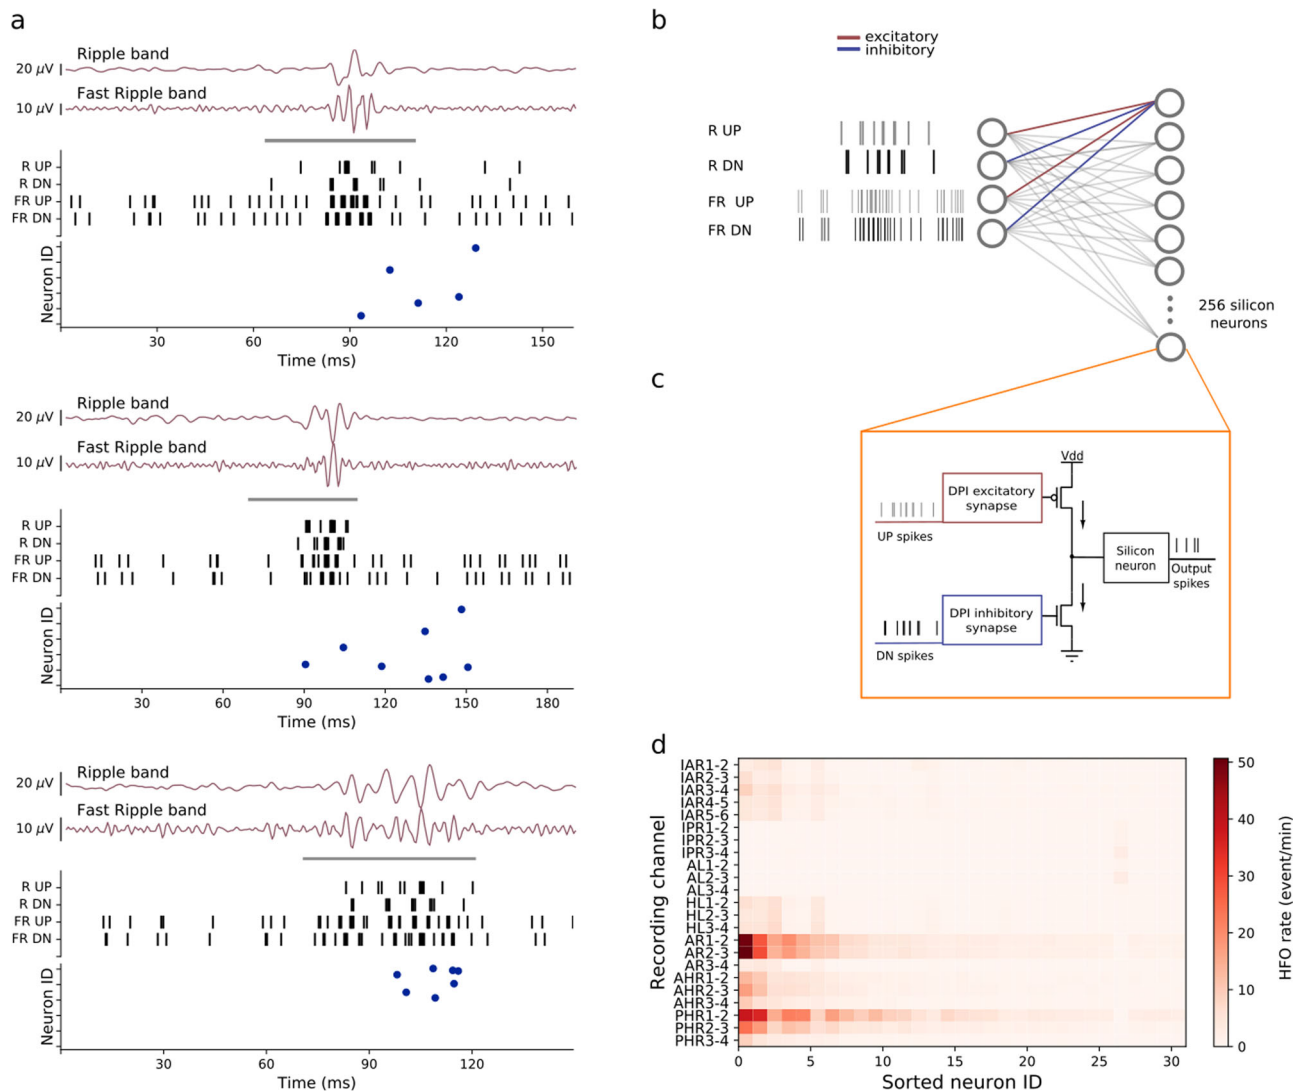 a
Ripple band
20 µV
Fast Ripple band
10 µV
R UP
R DN
FR UP
FR DN
Neuron ID
30 60 90 120 150
Time (ms)
Ripple band
20 µV
Fast Ripple band
10 µV
R UP
R DN
FR UP
FR DN
Neuron ID
30 60 90 120 150 180
Time (ms)
Ripple band
20 µV
Fast Ripple band
10 µV
R UP
R DN
FR UP
FR DN
Neuron ID
30 60 90 120
Time (ms)
b
excitatory
inhibitory
R UP
R DN
FR UP
FR DN
256 silicon
neurons
c
Vdd
DPI excitatory
synapse
UP spikes
Silicon
neuron
Output
spikes
DPI inhibitory
synapse
DN spikes
d
Recording channel
IAR1-2
IAR2-3
IAR3-4
IAR4-5
IAR5-6
IPR1-2
IPR2-3
IPR3-4
AL1-2
AL2-3
AL3-4
HL1-2
HL2-3
HL3-4
AR1-2
AR2-3
AR3-4
AHR1-2
AHR2-3
AHR3-4
PHR1-2
PHR2-3
PHR3-4
0 5 10 15 20 25 30
Sorted neuron ID
50
40
30
20
10
0
HFO rate (event/min)